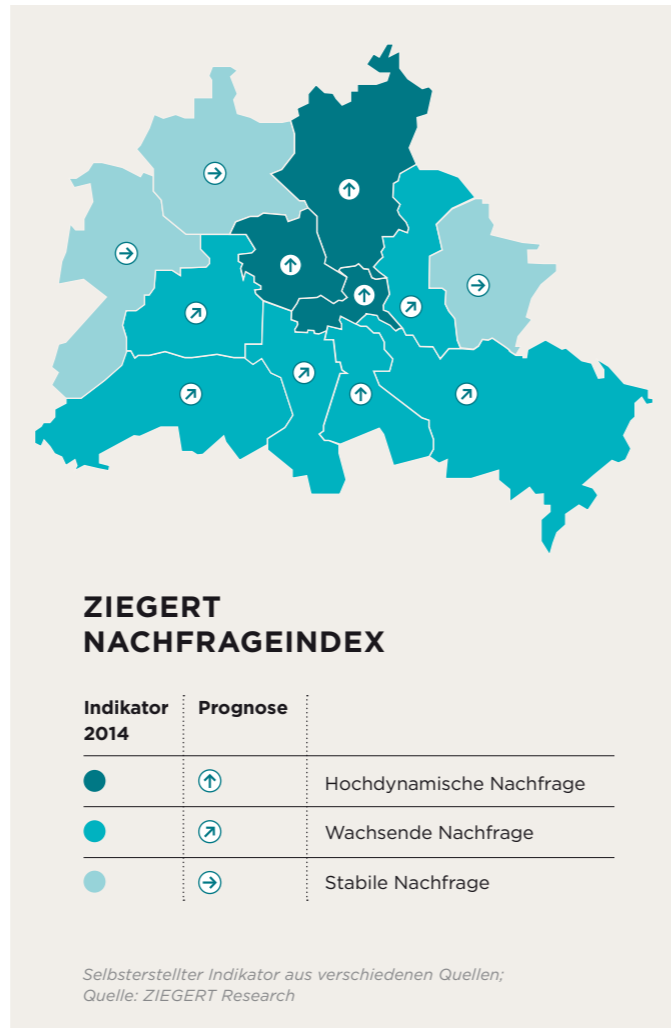 ZIEGERT
NACHFRAGEINDEX
Indikator
2014
Prognose
Hochdynamische Nachfrage
Wachsende Nachfrage
Stabile Nachfrage
Selbsterstellter Indikator aus verschiedenen Quellen;
Quelle: ZIEGERT Research